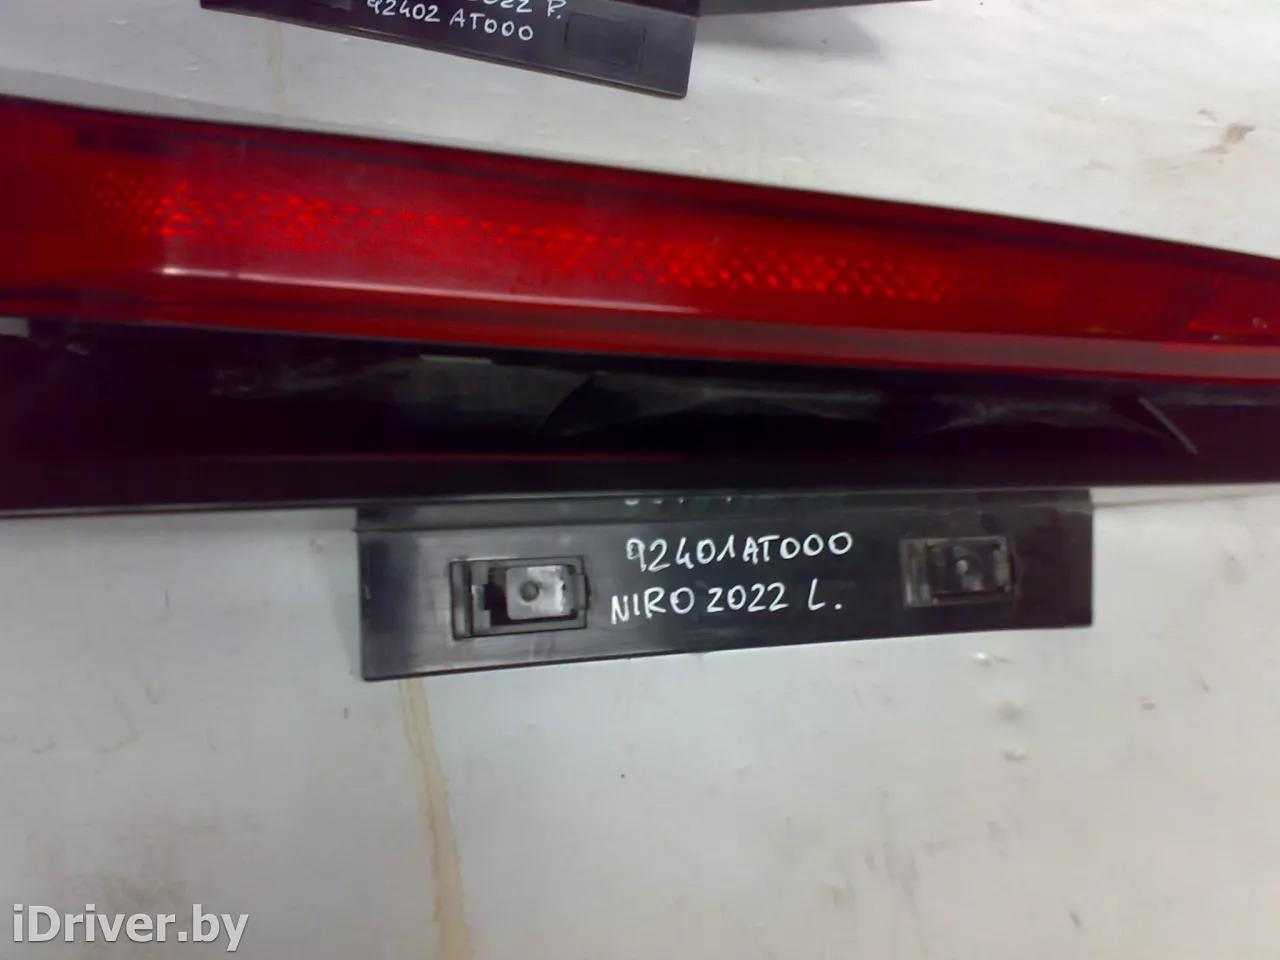 92402 AT000
92401AT000
NIRO 2022 L.
iDriver.by